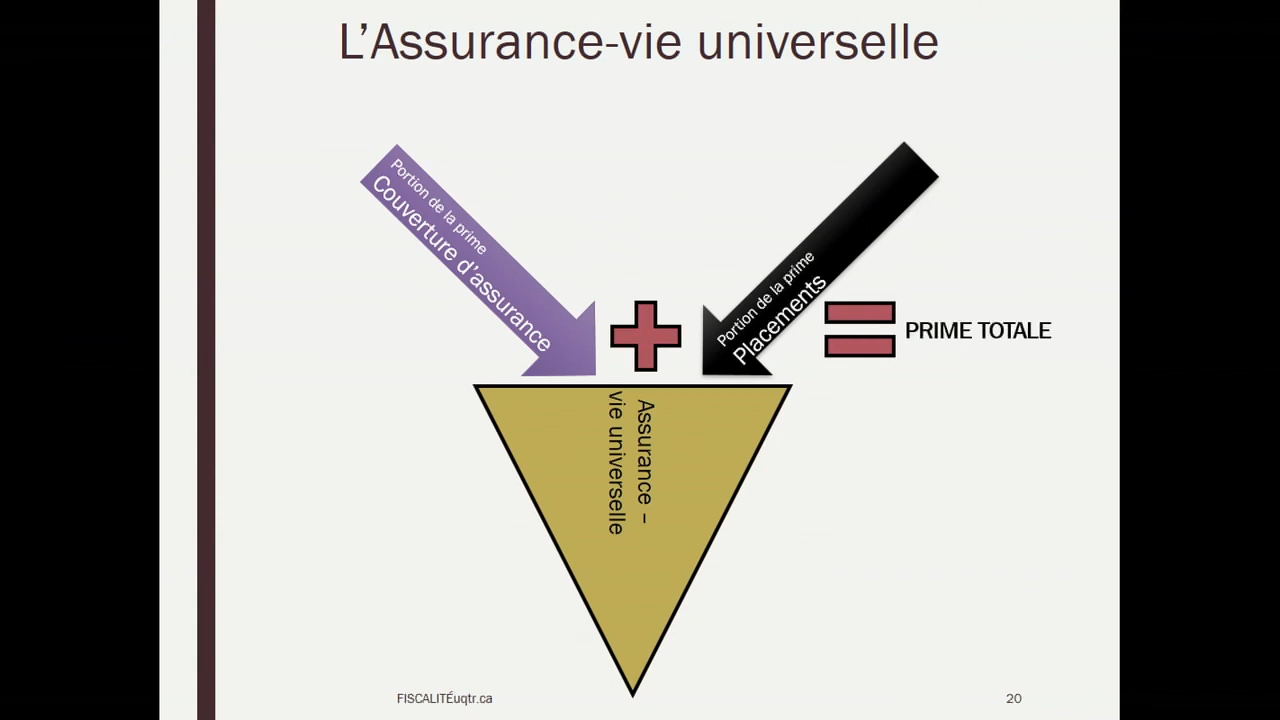 L’Assurance-vie universelle
Portion de la prime
Couverture d’assurance
Portion de la prime
Placements
PRIME TOTALE
Assurance –
vie universelle
FISCALITÉuqtr.ca
20